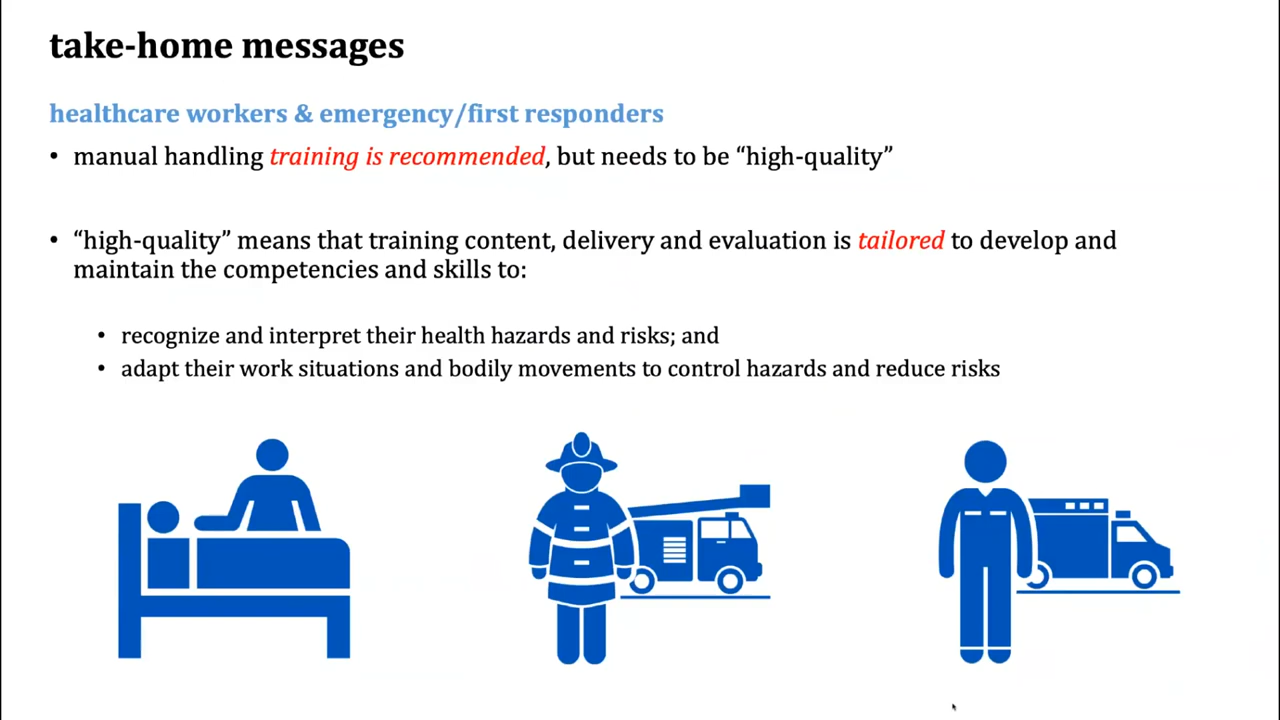 take-home messages
healthcare workers & emergency/first responders
• manual handling training is recommended, but needs to be “high-quality”
• “high-quality” means that training content, delivery and evaluation is tailored to develop and
maintain the competencies and skills to:
• recognize and interpret their health hazards and risks; and
• adapt their work situations and bodily movements to control hazards and reduce risks